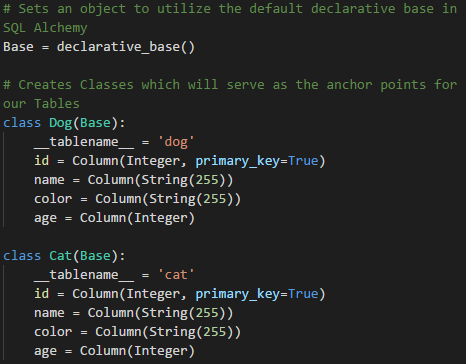 # Sets an object to utilize the default declarative base in
SQL Alchemy
Base = declarative_base()

# Creates Classes which will serve as the anchor points for
our Tables
class Dog(Base):
    __tablename__ = 'dog'
    id = Column(Integer, primary_key=True)
    name = Column(String(255))
    color = Column(String(255))
    age = Column(Integer)

class Cat(Base):
    __tablename__ = 'cat'
    id = Column(Integer, primary_key=True)
    name = Column(String(255))
    color = Column(String(255))
    age = Column(Integer)